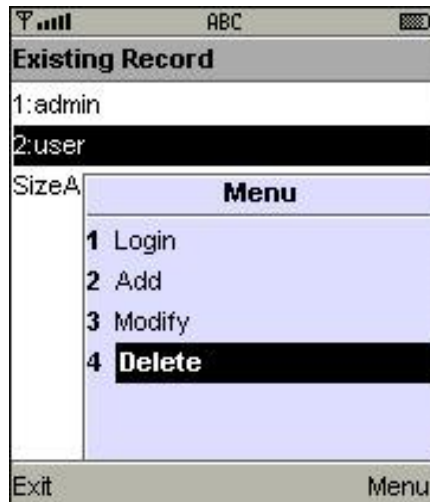 ABC
Existing Record
1:admin
2:user
SizeA
Menu
1 Login
2 Add
3 Modify
4 Delete
Exit Menu